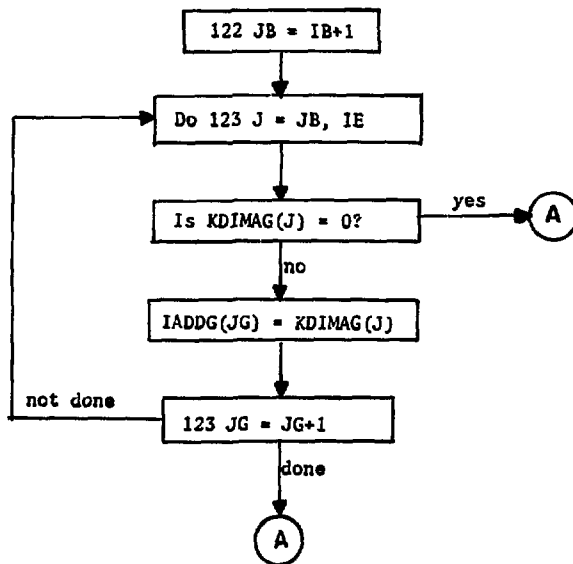 122 JB = IB+1
Do 123 J = JB, IE
Is KDIMAG(J) = 0?
yes
A
no
IADDG(JG) = KDIMAG(J)
not done
123 JG = JG+1
done
A